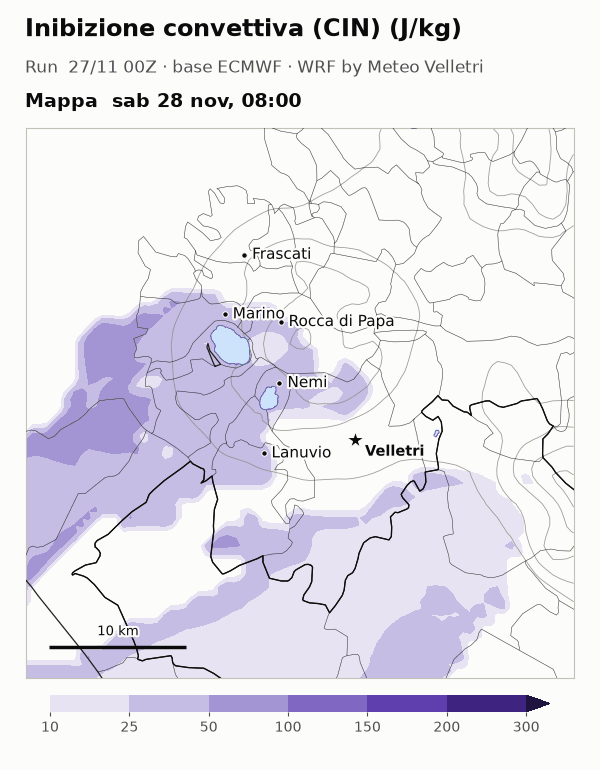 Inibizione convettiva (CIN) (J/kg)
Run  27/11 00Z · base ECMWF · WRF by Meteo Velletri
Mappa  sab 28 nov, 08:00
Frascati
Marino
Rocca di Papa
Nemi
Velletri
Lanuvio
10 km
10 25 50 100 150 200 300